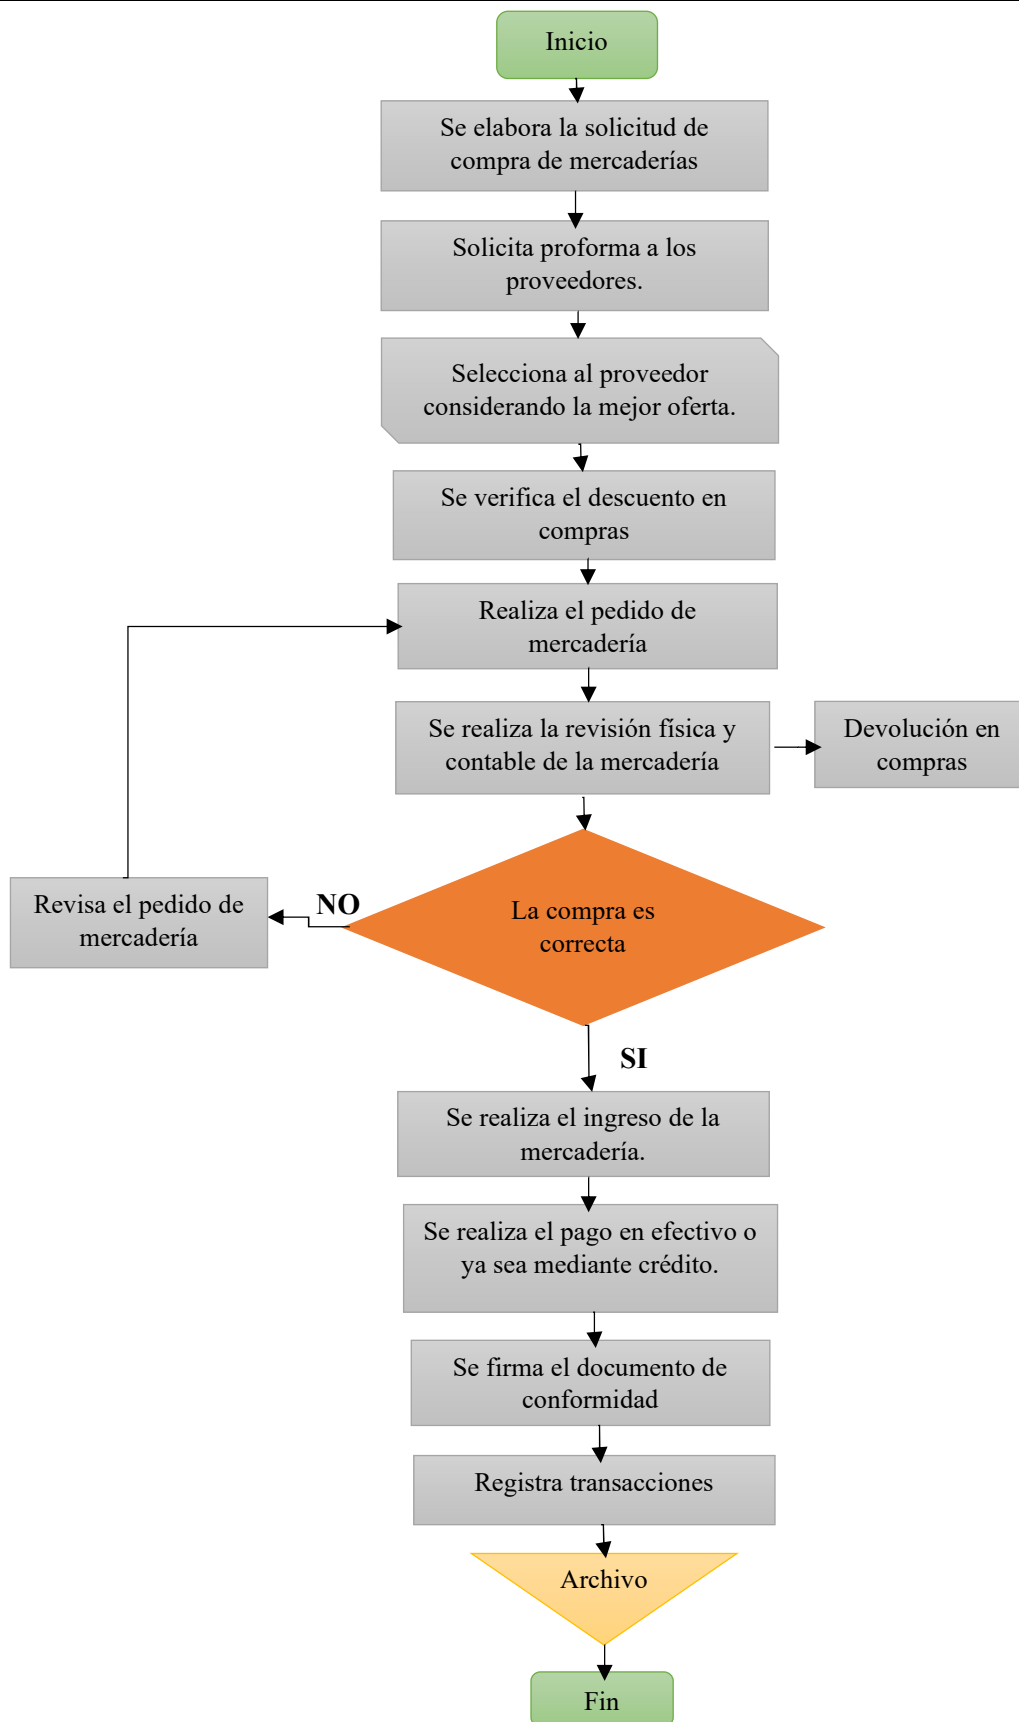 Inicio
Se elabora la solicitud de
compra de mercaderías
Solicita proforma a los
proveedores.
Selecciona al proveedor
considerando la mejor oferta.
Se verifica el descuento en
compras
Realiza el pedido de
mercadería
Se realiza la revisión física y
contable de la mercadería
Devolución en
compras
La compra es
correcta
NO
Revisa el pedido de
mercadería
SI
Se realiza el ingreso de la
mercadería.
Se realiza el pago en efectivo o
ya sea mediante crédito.
Se firma el documento de
conformidad
Registra transacciones
Archivo
Fin